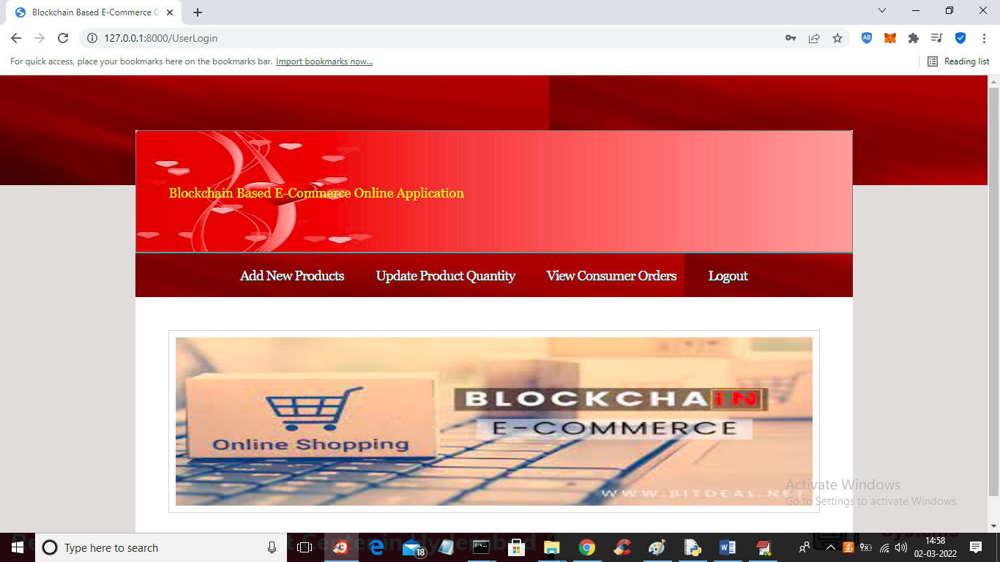 Blockchain Based E-Commerce O
127.0.0.1:8000/UserLogin
AB
For quick access, place your bookmarks here on the bookmarks bar. Import bookmarks now...
Reading list
Blockchain Based E-Commerce Online Application
Add New Products Update Product Quantity View Consumer Orders Logout
BLOCKCHAIN
E-COMMERCE
Online Shopping
WWW.BITDEAL.NET
Activate Windows
Go to Settings to activate Windows.
Type here to search
18
14:58
02-03-2022